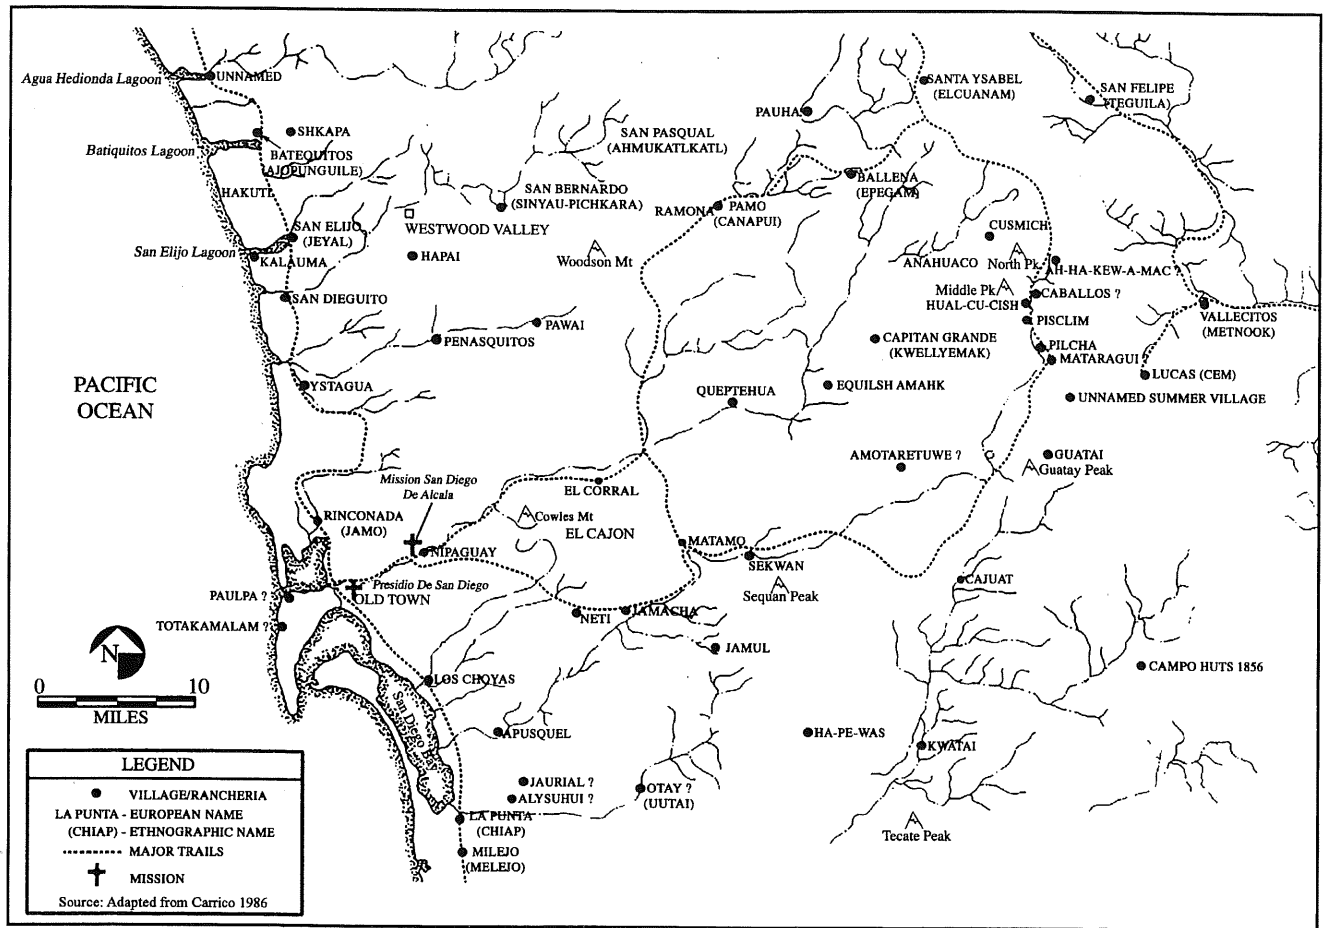 Agua Hedionda Lagoon
UNNAMED
SHKAPA
Batiquitos Lagoon
BATEQUITOS
(AJOPUNGUILE)
HAKUTL
SAN ELIJO
(JEYAL)
San Elijo Lagoon
KALAUMA
SAN DIEGUITO
SAN PASQUAL
(AHMUKATLKATL)
SAN BERNARDO
(SINYAU-PICHKARA)
WESTWOOD VALLEY
HAPAI
Woodson Mt
PAUHA
SANTA YSABEL
(ELCUANAM)
SAN FELIPE
(TEGUILA)
BALLENA
(EPEGAM)
RAMONA
PAMO
(CANAPUI)
CUSMICH
ANAHUACO
North Pk
AH-HA-KEW-A-MAC ?
Middle Pk
CABALLOS ?
HUAL-CU-CISH
PISCLIM
VALLECITOS
(METNOOK)
PAWAI
PENASQUITOS
CAPITAN GRANDE
(KWELLYEMAK)
PILCHA
MATARAGUI ?
LUCAS (CEM)
PACIFIC
OCEAN
YSTAGUA
QUEPTEHUA
EQUILSH AMAHK
UNNAMED SUMMER VILLAGE
AMOTARETUWE ?
GUATAI
Guatay Peak
Mission San Diego
De Alcala
EL CORRAL
RINCONADA
(JAMO)
Cowles Mt
EL CAJON
NIPAGUAY
MATAMO
SEKWAN
Sequan Peak
CAJUAT
PAULPA ?
Presidio De San Diego
OLD TOWN
NETI
JAMACHA
TOTAKAMALAM ?
JAMUL
N
CAMPO HUTS 1856
0 10
MILES
LOS CHOYAS
San Diego Bay
APUSQUEL
HA-PE-WAS
KWATAI
JAURIAL ?
ALYSUHUI ?
OTAY ?
(UUTAI)
LA PUNTA
(CHIAP)
Tecate Peak
MILEJO
(MELEJO)
LEGEND
VILLAGE/RANCHERIA
LA PUNTA - EUROPEAN NAME
(CHIAP) - ETHNOGRAPHIC NAME
MAJOR TRAILS
MISSION
Source: Adapted from Carrico 1986